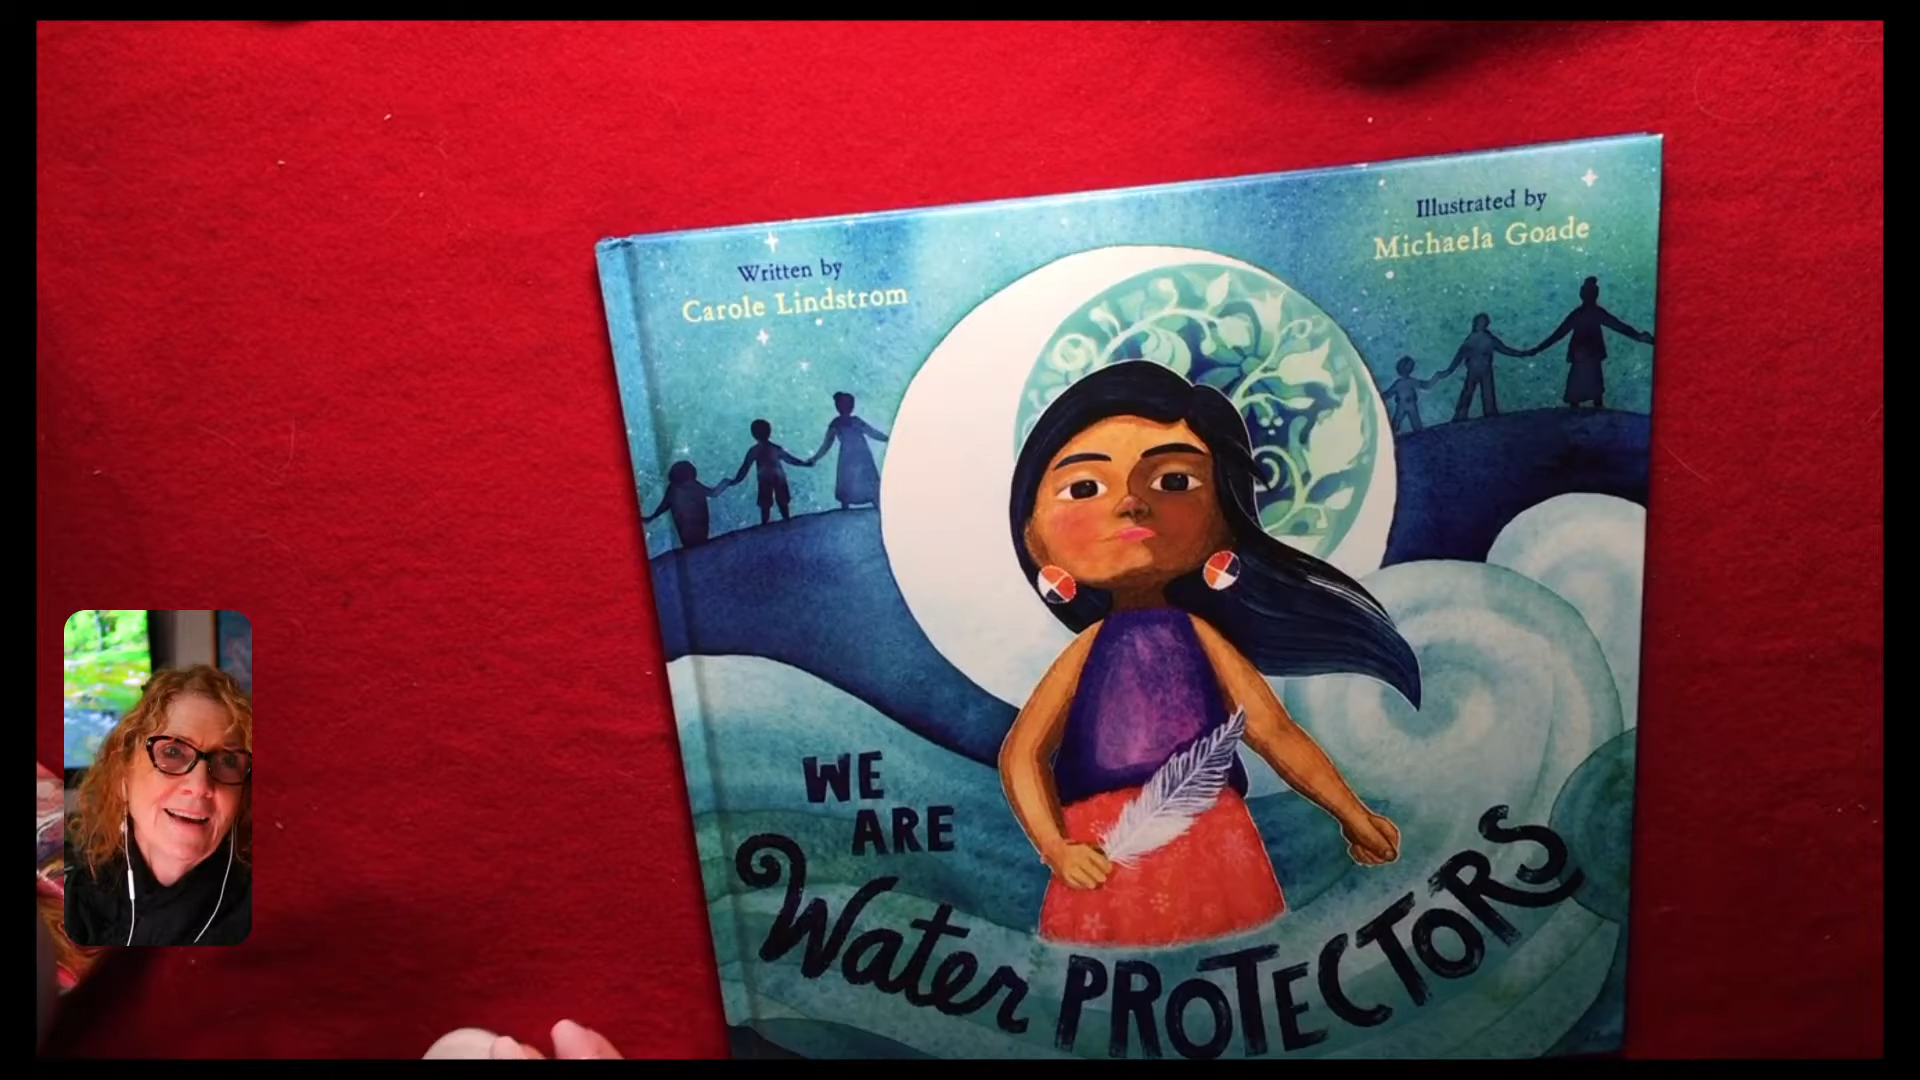 Written by
Carole Lindstrom
Illustrated by
Michaela Goade
WE
ARE
Water PROTECTORS